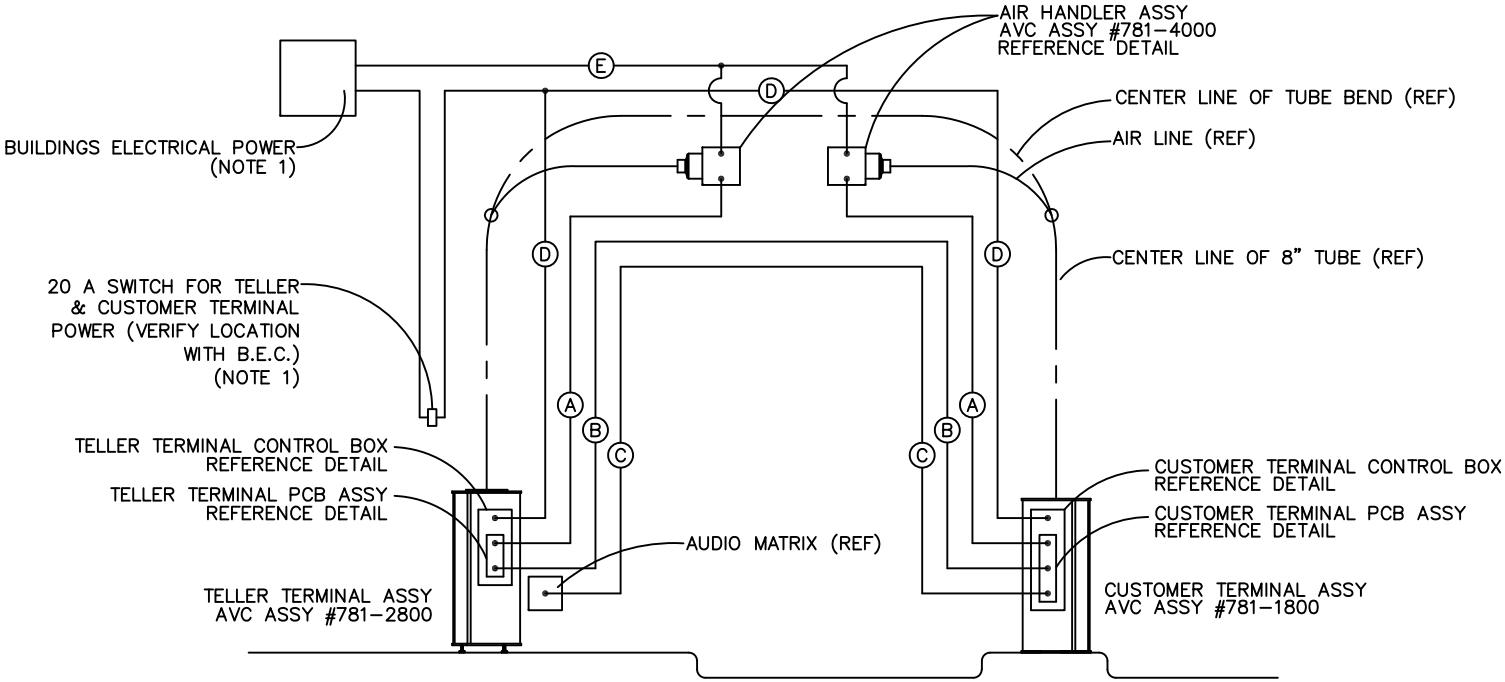 AIR HANDLER ASSY
AVC ASSY #781-4000
REFERENCE DETAIL
E
D
CENTER LINE OF TUBE BEND (REF)
AIR LINE (REF)
BUILDINGS ELECTRICAL POWER
(NOTE 1)
D
D
CENTER LINE OF 8" TUBE (REF)
20 A SWITCH FOR TELLER
& CUSTOMER TERMINAL
POWER (VERIFY LOCATION
WITH B.E.C.)
(NOTE 1)
A
A
B
B
C
C
TELLER TERMINAL CONTROL BOX
REFERENCE DETAIL
TELLER TERMINAL PCB ASSY
REFERENCE DETAIL
CUSTOMER TERMINAL CONTROL BOX
REFERENCE DETAIL
CUSTOMER TERMINAL PCB ASSY
REFERENCE DETAIL
AUDIO MATRIX (REF)
TELLER TERMINAL ASSY
AVC ASSY #781-2800
CUSTOMER TERMINAL ASSY
AVC ASSY #781-1800